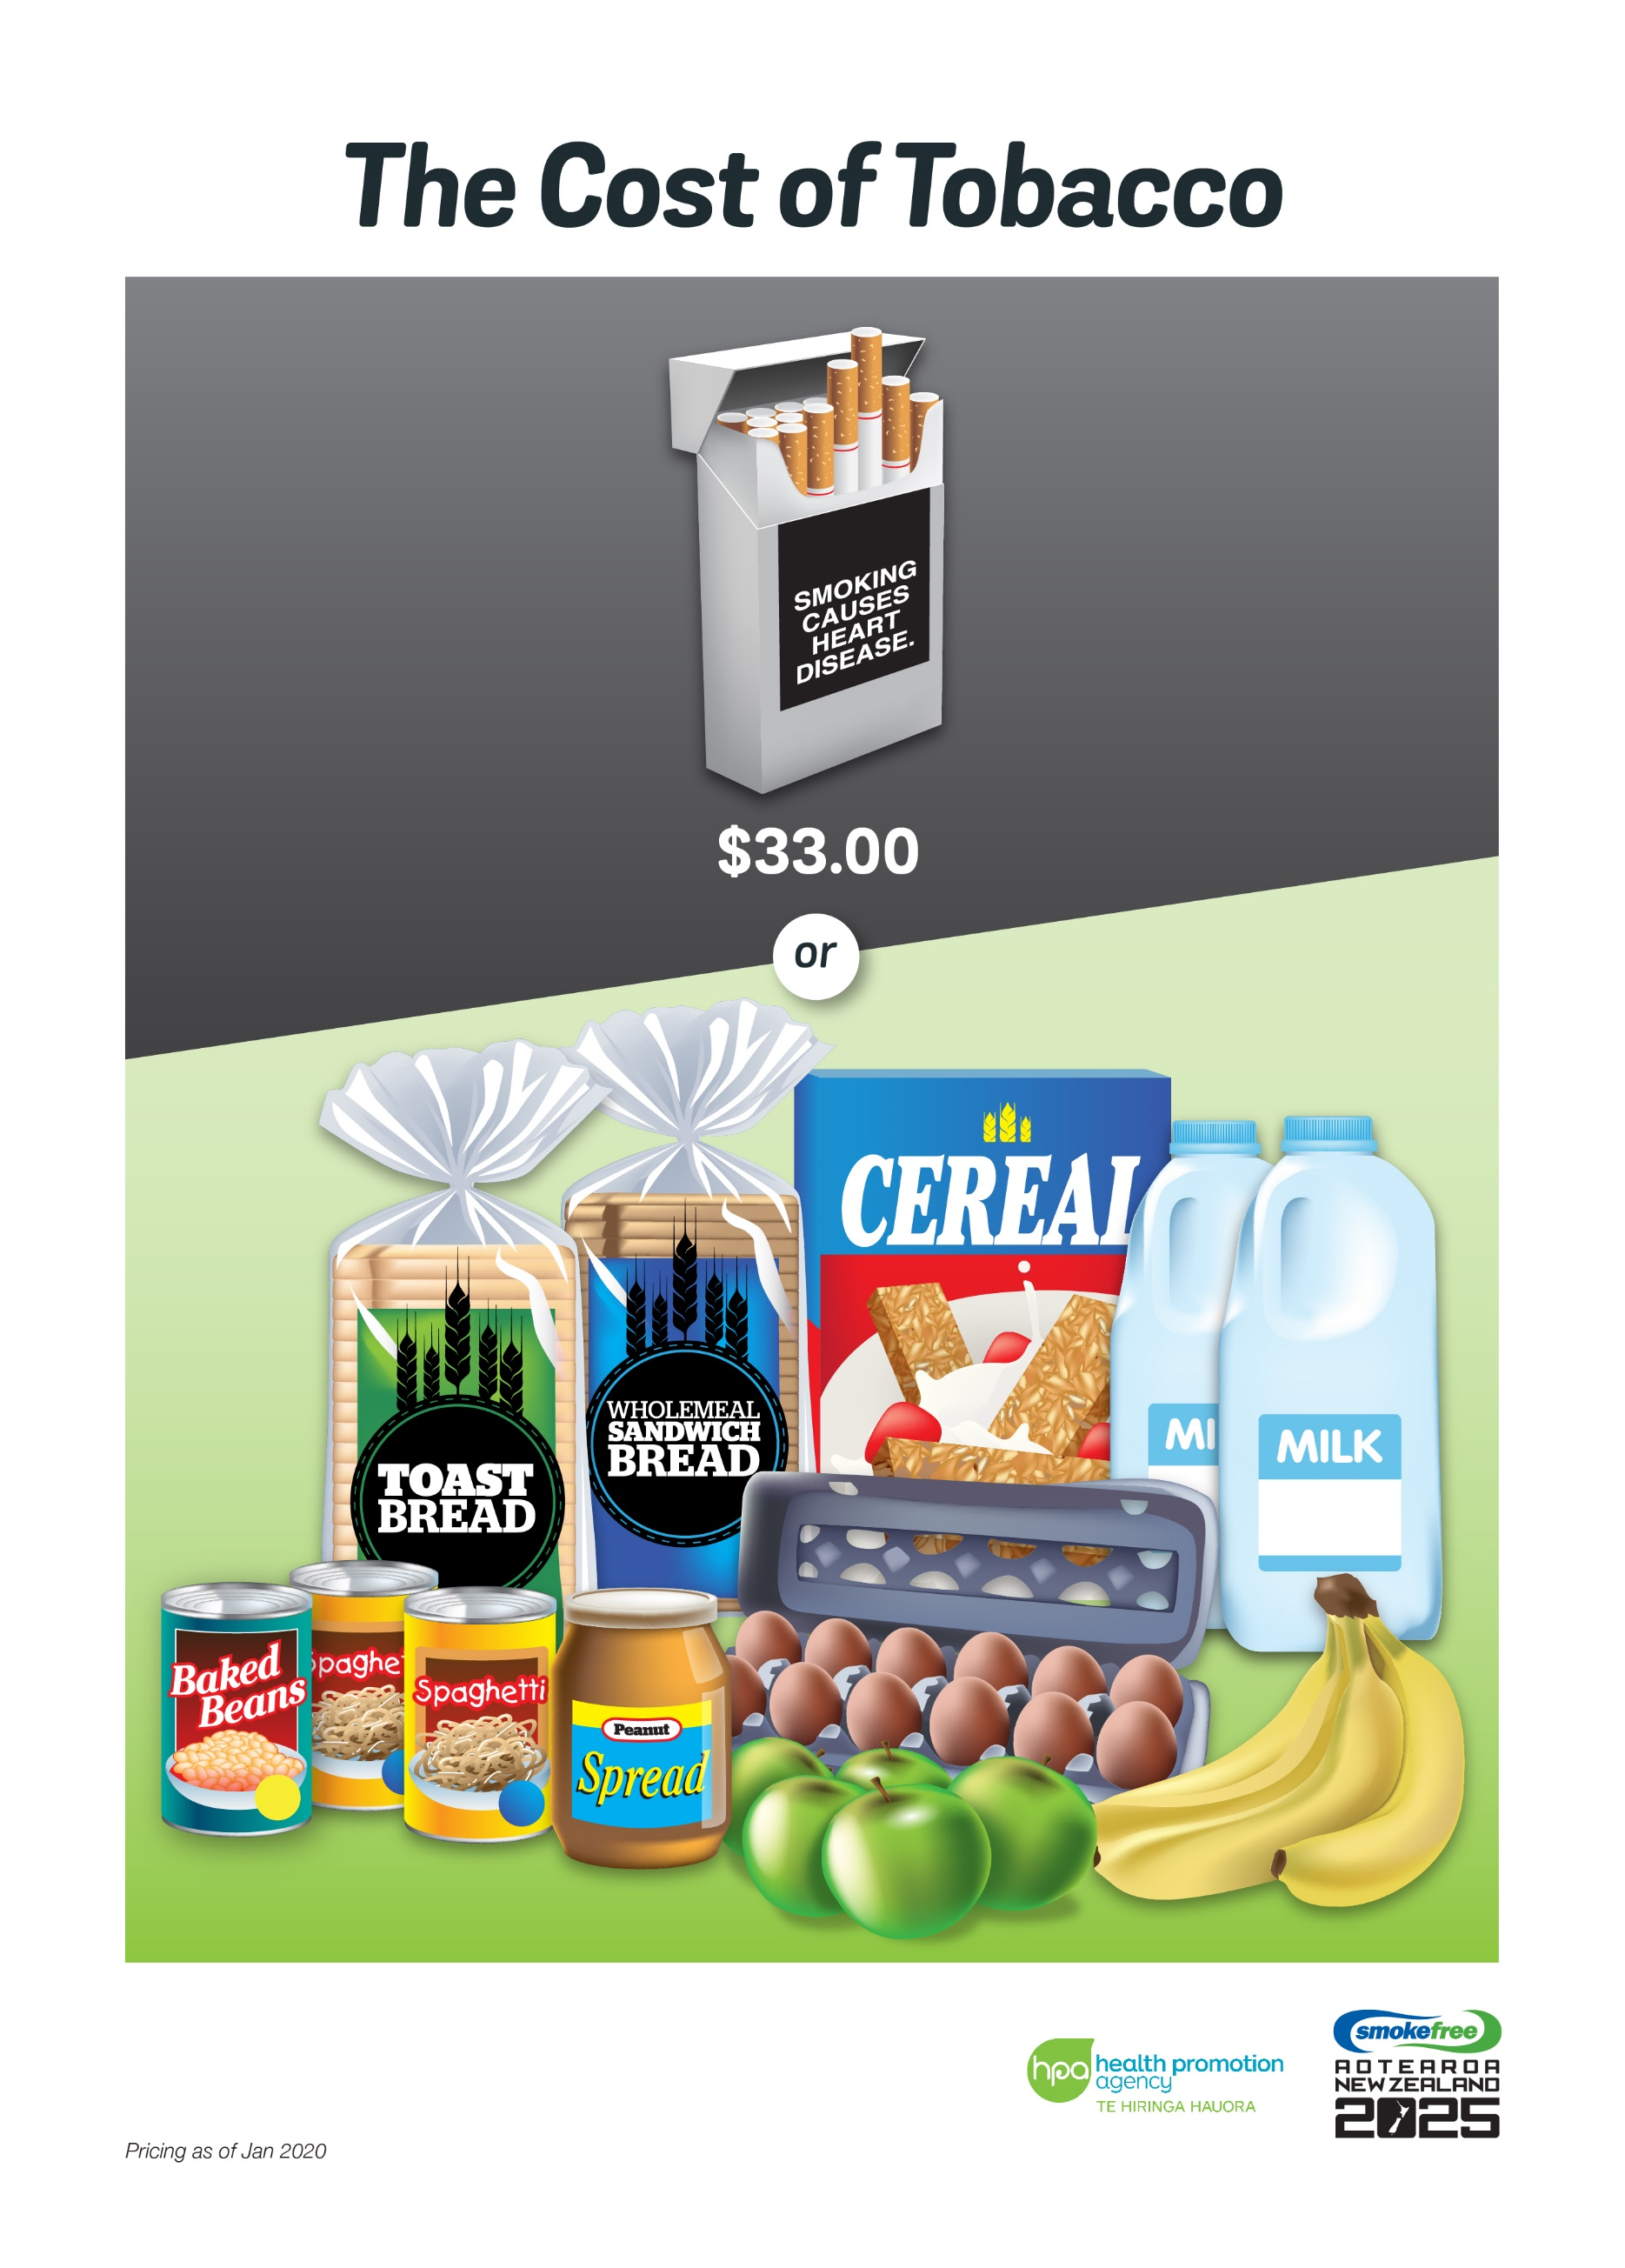 The Cost of Tobacco
SMOKING
CAUSES
HEART
DISEASE.
$33.00
or
CEREAL
WHOLEMEAL
SANDWICH
BREAD
MI
MILK
TOAST
BREAD
Baked
Beans
paghe
Spaghetti
Peanut
Spread
smokefree
hpa health promotion
agency
TE HIRINGA HAUORA
AOTEAROA
NEW ZEALAND
2025
Pricing as of Jan 2020